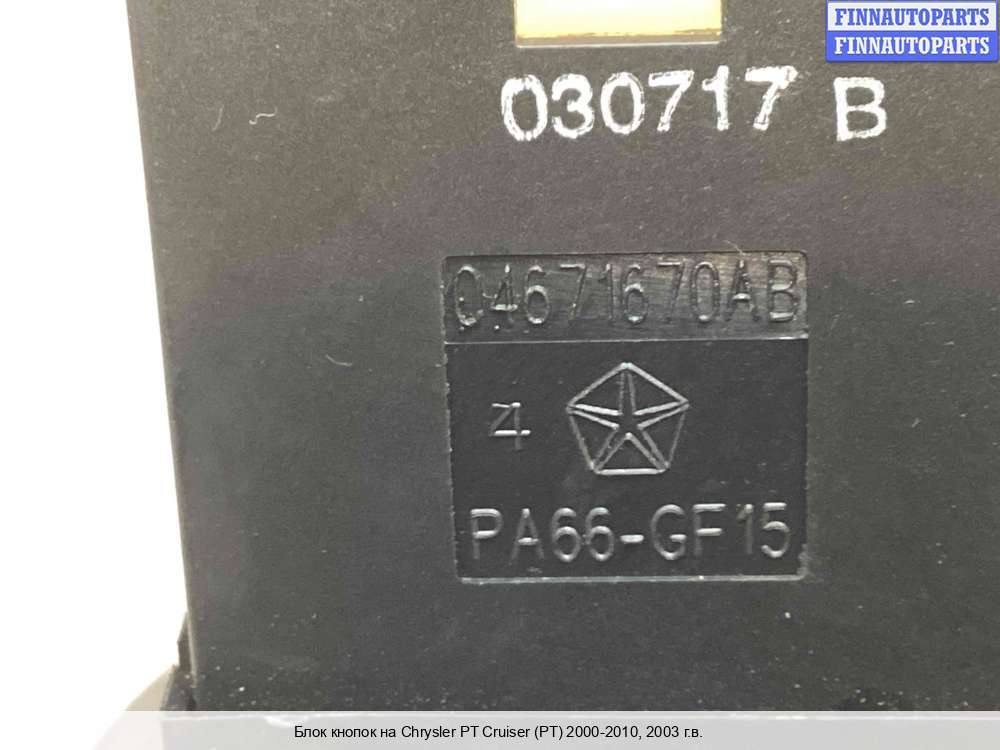 FINNAUTOPARTS
FINNAUTOPARTS
030717 B
04671670AB
4
PA66-GF15
Блок кнопок на Chrysler PT Cruiser (PT) 2000-2010, 2003 г.в.